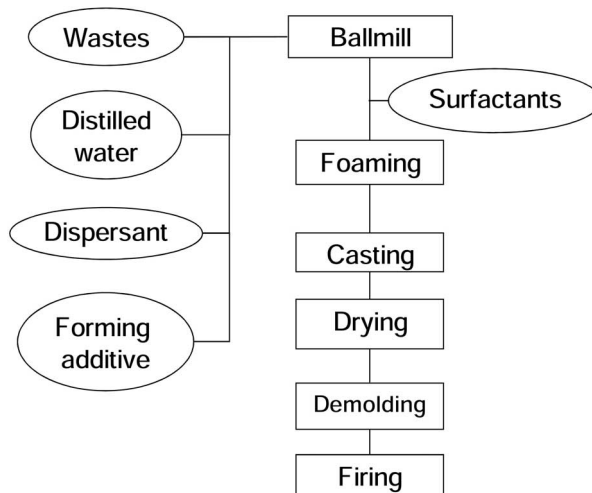 Wastes
Ballmill
Surfactants
Distilled
water
Foaming
Dispersant
Casting
Forming
additive
Drying
Demolding
Firing